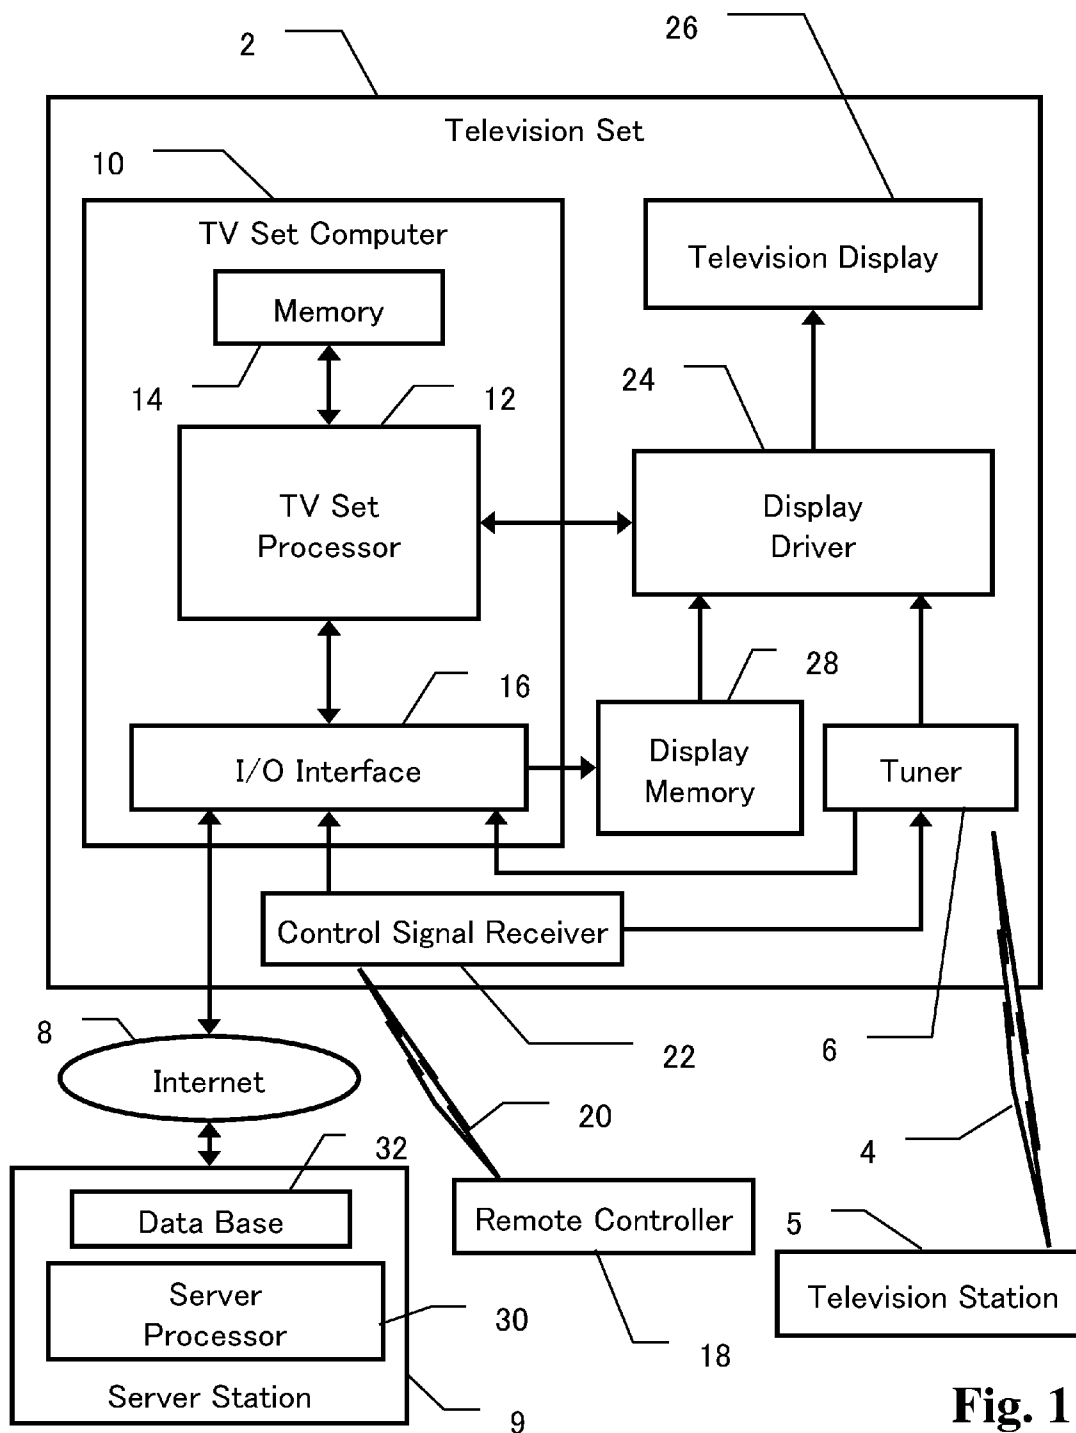 2
26
Television Set
10
TV Set Computer
Television Display
Memory
14
12
24
TV Set
Processor
Display
Driver
16
28
I/O Interface
Display
Memory
Tuner
Control Signal Receiver
8
22
6
Internet
20
4
32
Data Base
Remote Controller
5
Server
Processor
30
18
Television Station
Server Station
9
Fig. 1